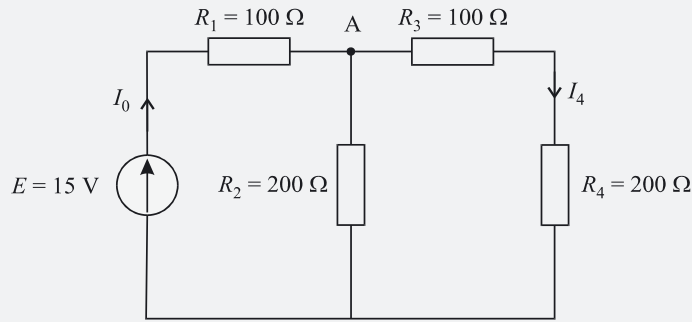 R1 = 100 Ω
A
R3 = 100 Ω
I0
I4
E = 15 V
R2 = 200 Ω
R4 = 200 Ω